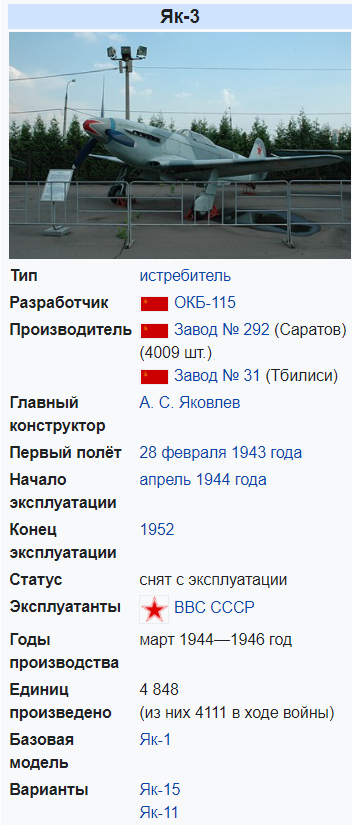 Як-3
Тип истребитель
Разработчик ОКБ-115
Производитель Завод № 292 (Саратов)
(4009 шт.)
Завод № 31 (Тбилиси)
Главный А. С. Яковлев
конструктор
Первый полёт 28 февраля 1943 года
Начало апрель 1944 года
эксплуатации
Конец 1952
эксплуатации
Статус снят с эксплуатации
Эксплуатанты ВВС СССР
Годы март 1944—1946 год
производства
Единиц 4 848
произведено (из них 4111 в ходе войны)
Базовая Як-1
модель
Варианты Як-15
Як-11